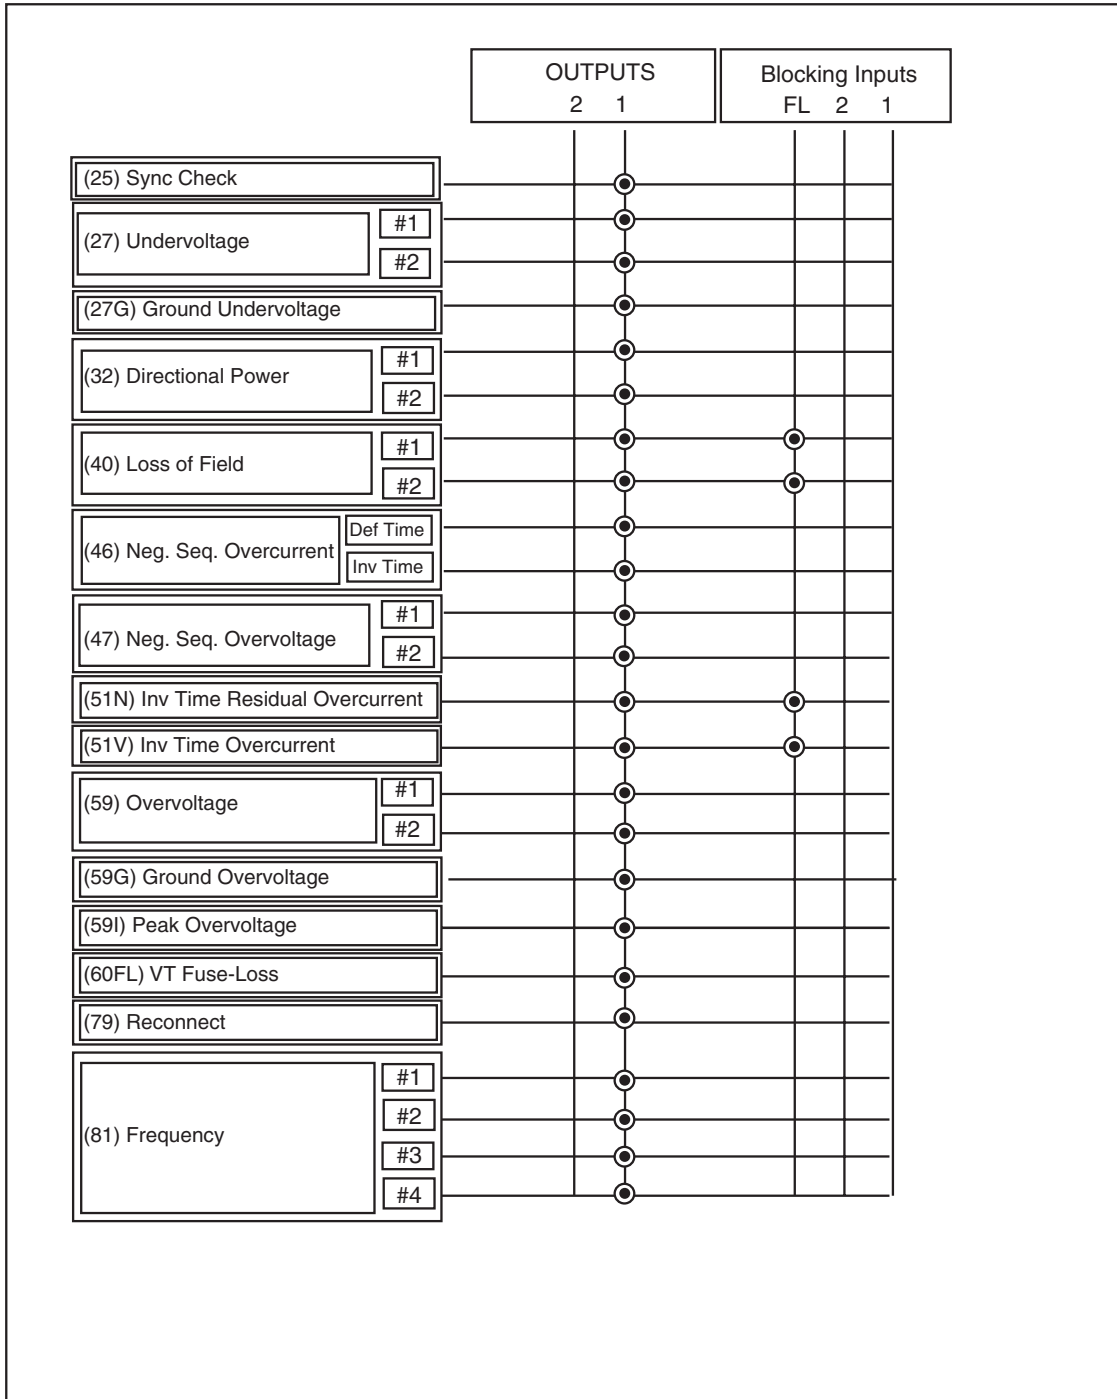 OUTPUTS
2 1
Blocking Inputs
FL 2 1
(25) Sync Check
(27) Undervoltage
#1
#2
(27G) Ground Undervoltage
(32) Directional Power
#1
#2
(40) Loss of Field
#1
#2
(46) Neg. Seq. Overcurrent
Def Time
Inv Time
(47) Neg. Seq. Overvoltage
#1
#2
(51N) Inv Time Residual Overcurrent
(51V) Inv Time Overcurrent
(59) Overvoltage
#1
#2
(59G) Ground Overvoltage
(59I) Peak Overvoltage
(60FL) VT Fuse-Loss
(79) Reconnect
(81) Frequency
#1
#2
#3
#4